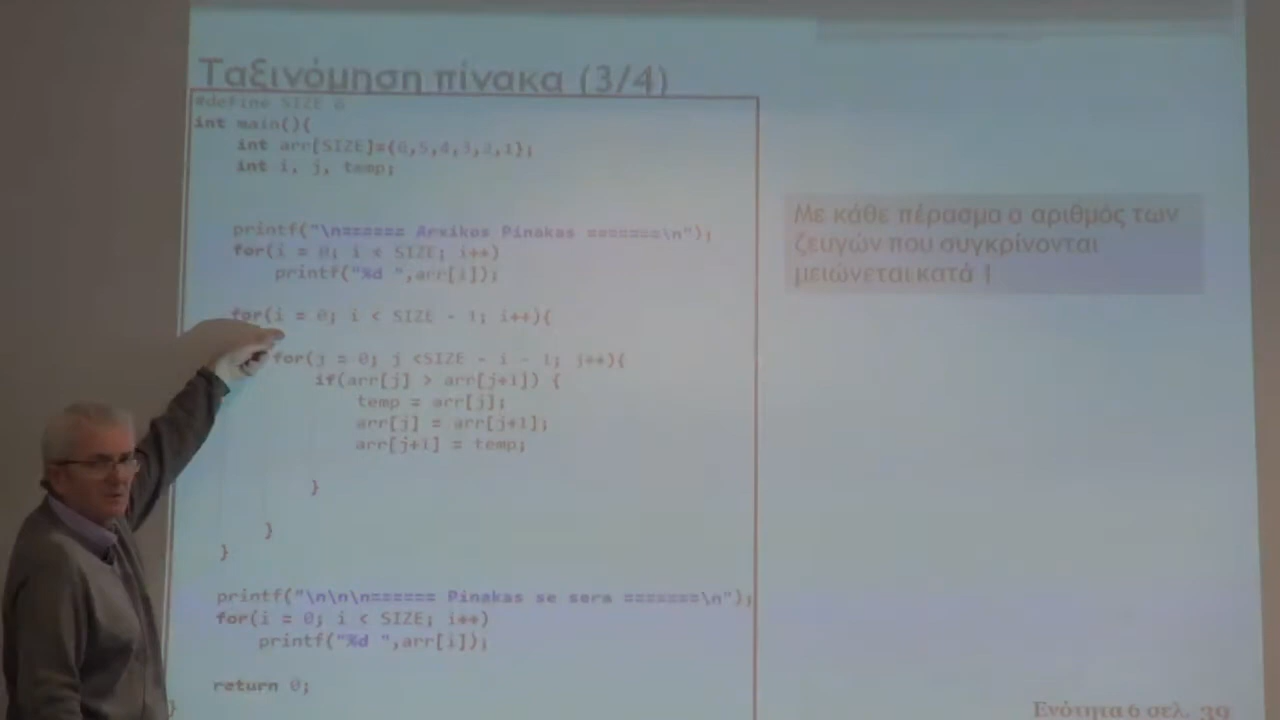 Ταξινόμηση πίνακα (3/4)
#define SIZE 6
int main(){
int arr[SIZE]={6,5,4,3,2,1};
int i, j, temp;
printf("\n====== Arxikos Pinakas =======\n");
for(i = 0; i < SIZE; i++)
printf("%d ",arr[i]);
for(i = 0; i < SIZE - 1; i++){
for(j = 0; j <SIZE - i - 1; j++){
if(arr[j] > arr[j+1]) {
temp = arr[j];
arr[j] = arr[j+1];
arr[j+1] = temp;
}
}
}
printf("\n\n\n====== Pinakas se sera =======\n");
for(i = 0; i < SIZE; i++)
printf("%d ",arr[i]);
return 0;
}
Με κάθε πέρασμα ο αριθμός των
ζευγών που συγκρίνονται
μειώνεται κατά 1
Ενότητα 6 σελ. 39